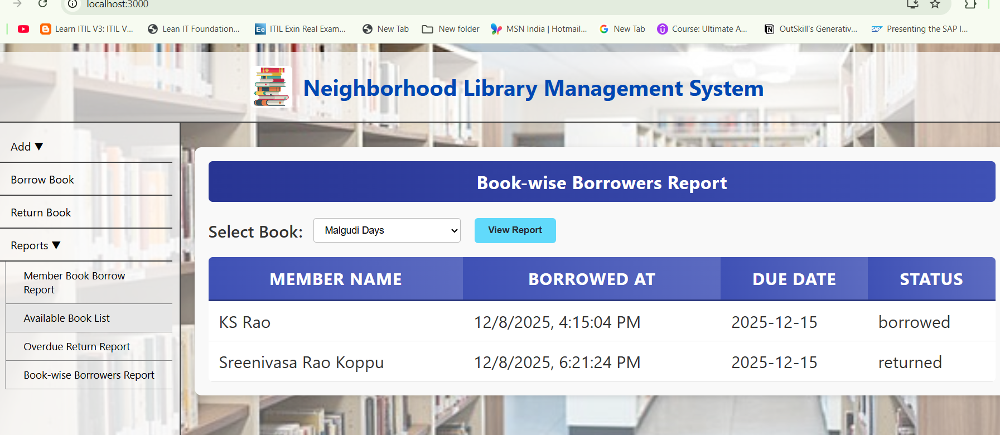 localhost:3000
Learn ITIL V3: ITIL V... Lean IT Foundation... Ec ITIL Exin Real Exam... New Tab New folder MSN India | Hotmail... New Tab Course: Ultimate A... OutSkill's Generativ... SAP Presenting the SAP I...
Neighborhood Library Management System
Add ▼
Borrow Book
Return Book
Reports ▼
Member Book Borrow
Report
Available Book List
Overdue Return Report
Book-wise Borrowers Report
Book-wise Borrowers Report
Select Book: Malgudi Days View Report
MEMBER NAME BORROWED AT DUE DATE STATUS
KS Rao 12/8/2025, 4:15:04 PM 2025-12-15 borrowed
Sreenivasa Rao Koppu 12/8/2025, 6:21:24 PM 2025-12-15 returned